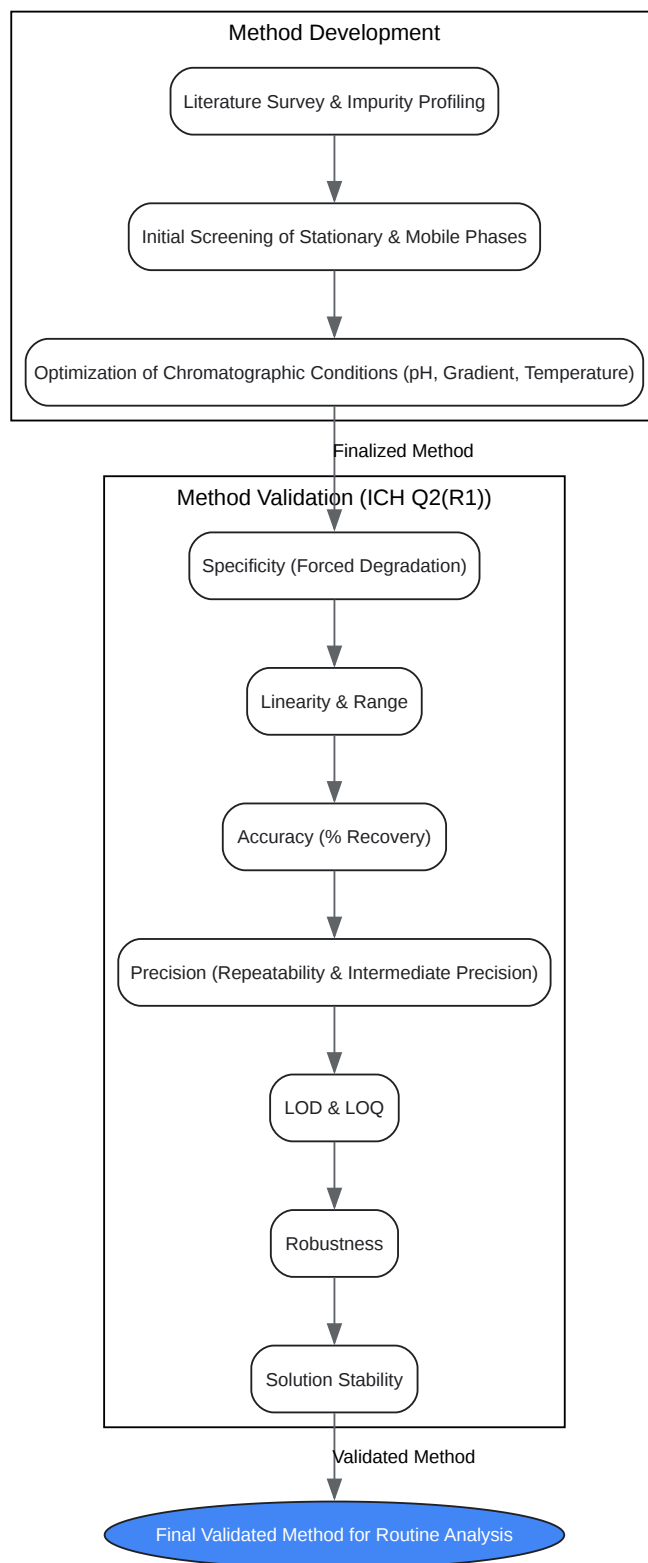 Method Development
Literature Survey & Impurity Profiling
Initial Screening of Stationary & Mobile Phases
Optimization of Chromatographic Conditions (pH, Gradient, Temperature)
Finalized Method
Method Validation (ICH Q2(R1))
Specificity (Forced Degradation)
Linearity & Range
Accuracy (% Recovery)
Precision (Repeatability & Intermediate Precision)
LOD & LOQ
Robustness
Solution Stability
Validated Method
Final Validated Method for Routine Analysis